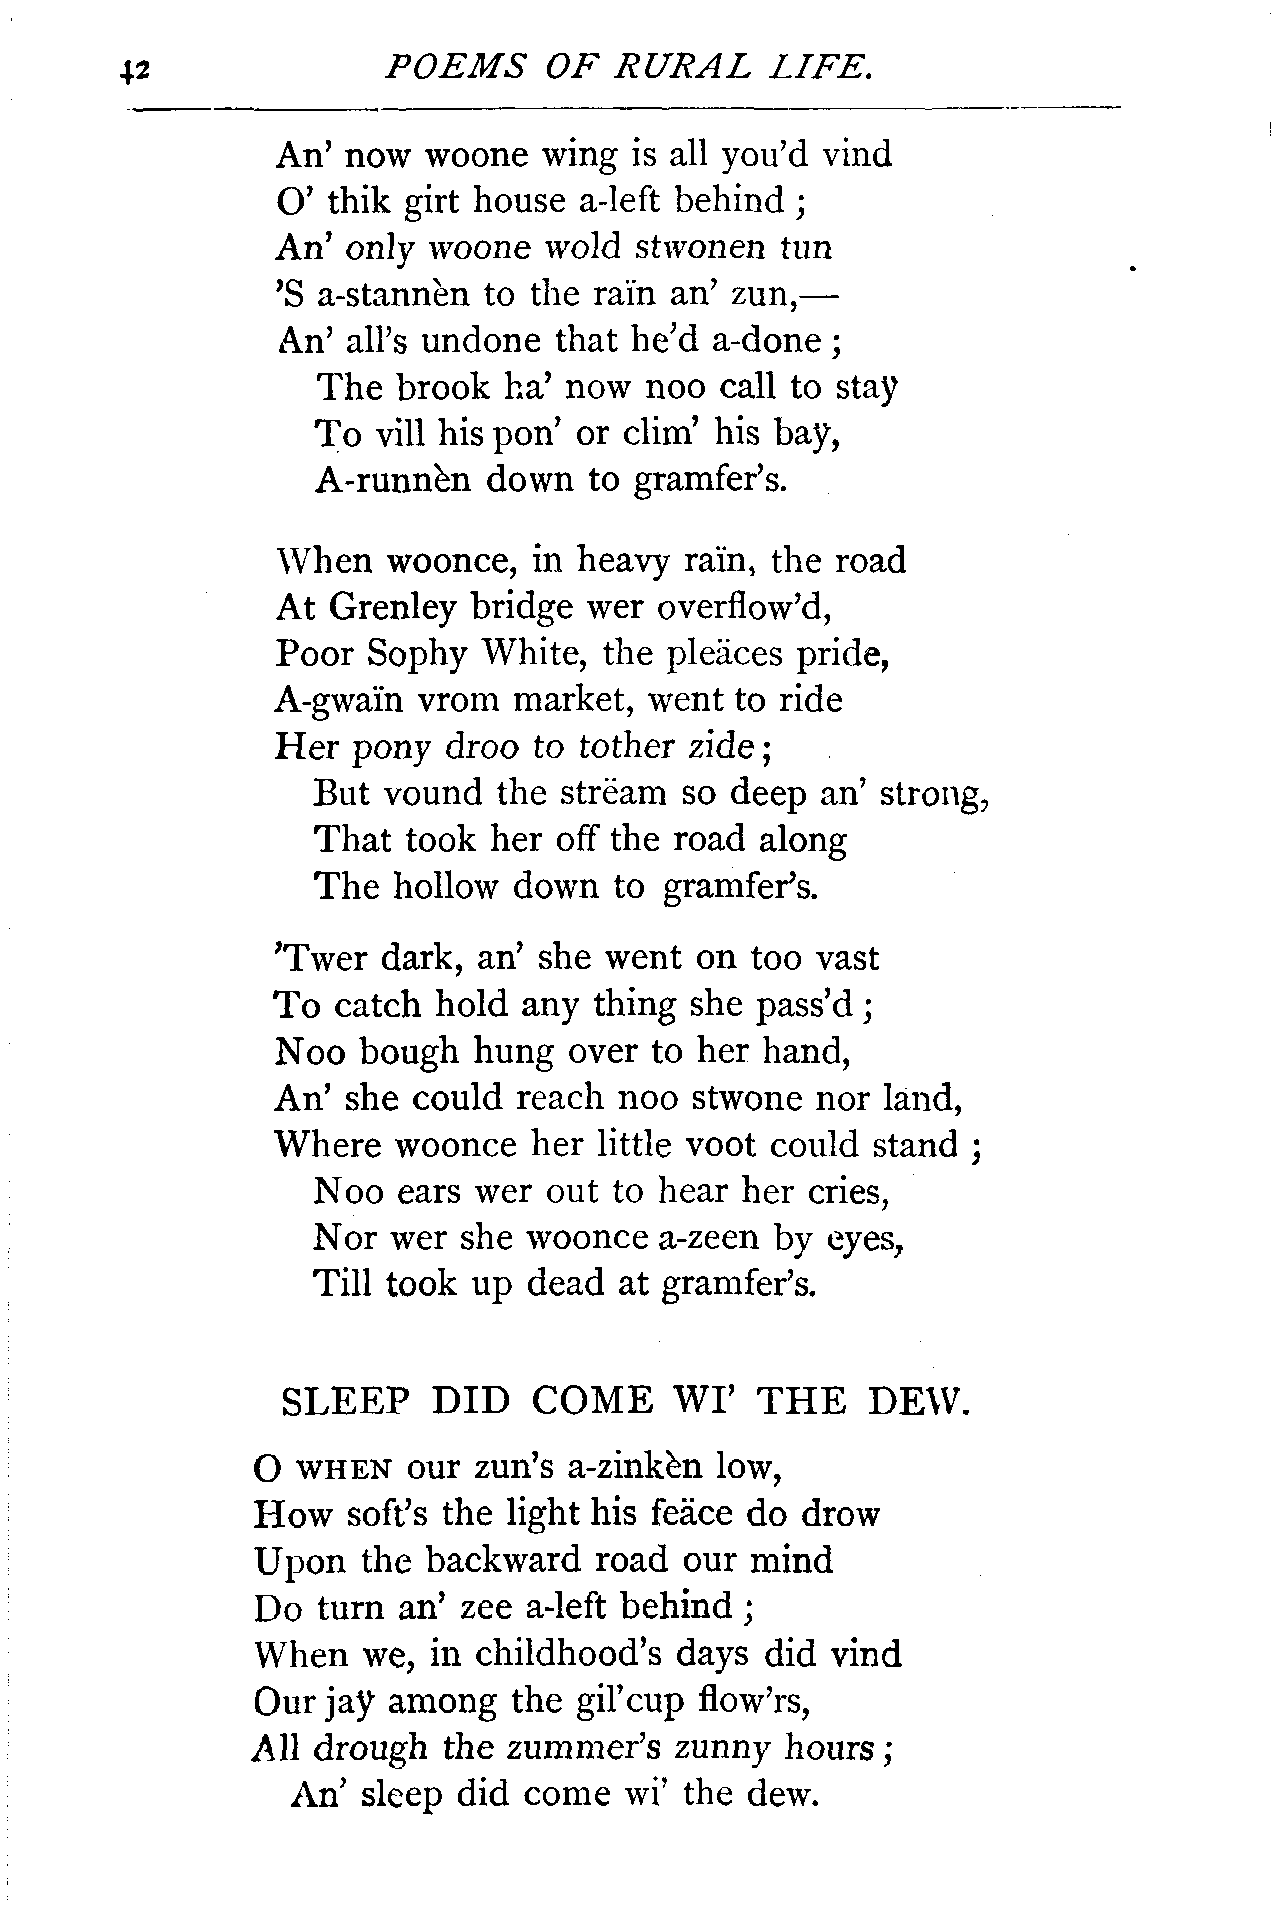 42 POEMS OF RURAL LIFE.
An' now woone wing is all you'd vind
O' thik girt house a-left behind ;
An' only woone wold stwonen tun
'S a-stannèn to the raïn an' zun,—
An' all's undone that he'd a-done ;
The brook ha' now noo call to staÿ
To vill his pon' or clim' his baÿ,
A-runnèn down to gramfer's.
When woonce, in heavy raïn, the road
At Grenley bridge wer overflow'd,
Poor Sophy White, the pleäces pride,
A-gwaïn vrom market, went to ride
Her pony droo to tother zide ;
But vound the strëam so deep an' strong,
That took her off the road along
The hollow down to gramfer's.
'Twer dark, an' she went on too vast
To catch hold any thing she pass'd ;
Noo bough hung over to her hand,
An' she could reach noo stwone nor land,
Where woonce her little voot could stand ;
Noo ears wer out to hear her cries,
Nor wer she woonce a-zeen by eyes,
Till took up dead at gramfer's.
SLEEP DID COME WI' THE DEW.
O WHEN our zun's a-zinkèn low,
How soft's the light his feäce do drow
Upon the backward road our mind
Do turn an' zee a-left behind ;
When we, in childhood's days did vind
Our jaÿ among the gil'cup flow'rs,
All drough the zummer's zunny hours ;
An' sleep did come wi' the dew.